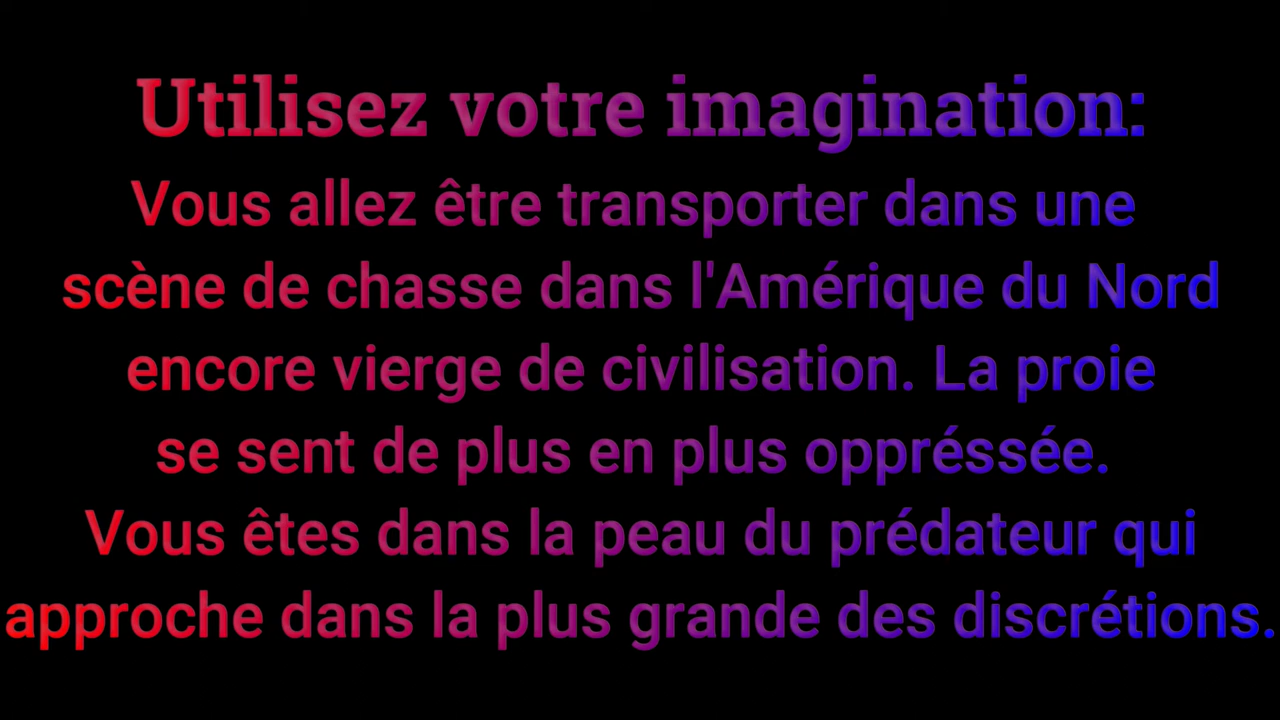 Utilisez votre imagination:
Vous allez être transporter dans une
scène de chasse dans l'Amérique du Nord
encore vierge de civilisation. La proie
se sent de plus en plus oppréssée.
Vous êtes dans la peau du prédateur qui
approche dans la plus grande des discrétions.